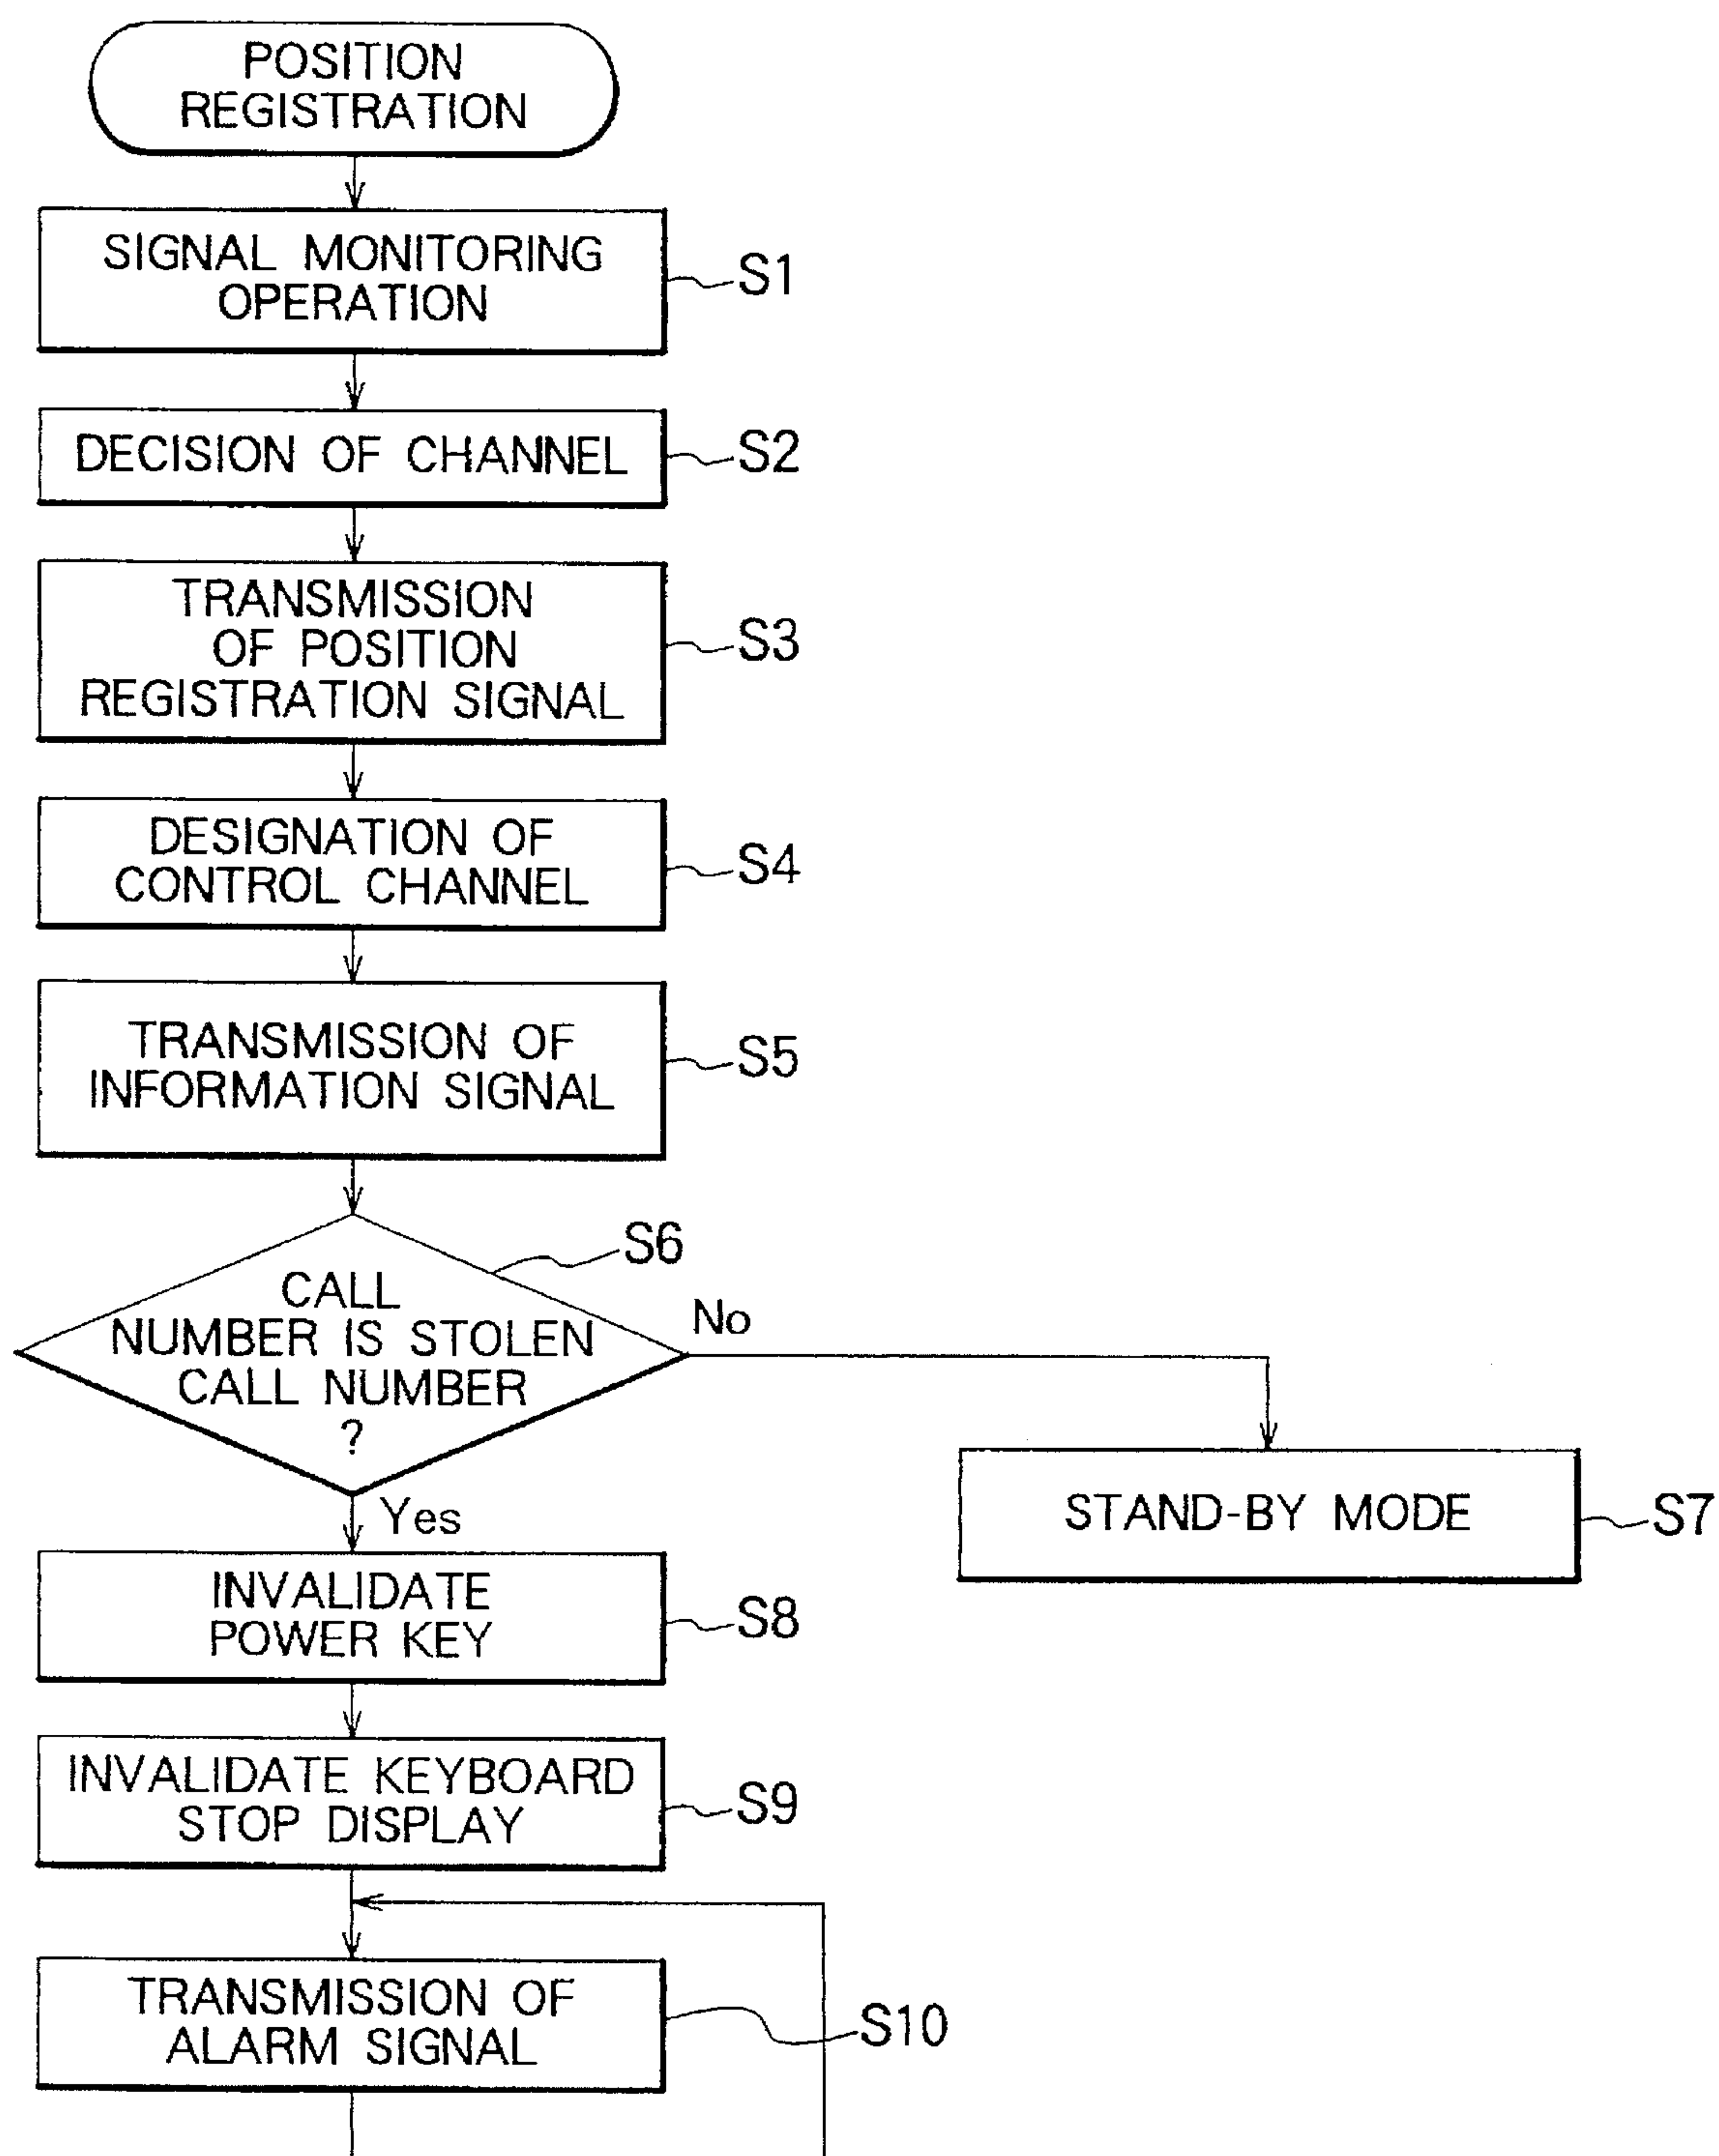 POSITION
REGISTRATION
SIGNAL MONITORING
OPERATION
S1
DECISION OF CHANNEL
S2
TRANSMISSION
OF POSITION
REGISTRATION SIGNAL
S3
DESIGNATION OF
CONTROL CHANNEL
S4
TRANSMISSION OF
INFORMATION SIGNAL
S5
S6
CALL
NUMBER IS STOLEN
CALL NUMBER
?
No
Yes
STAND-BY MODE
S7
INVALIDATE
POWER KEY
S8
INVALIDATE KEYBOARD
STOP DISPLAY
S9
TRANSMISSION OF
ALARM SIGNAL
S10